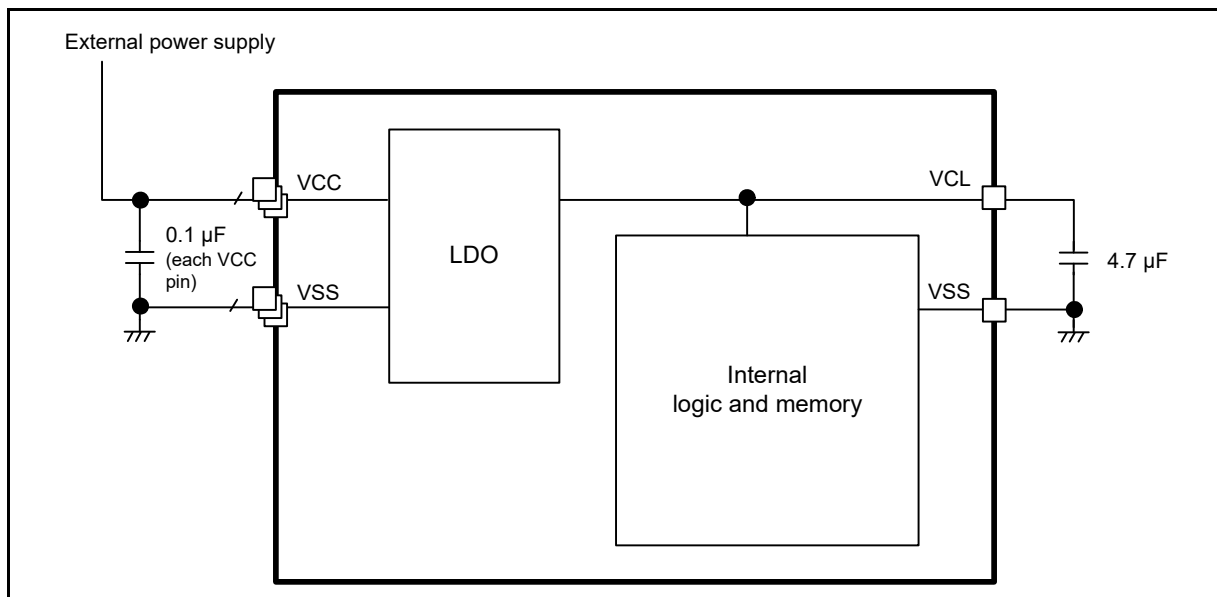 External power supply
VCC
VCL
0.1 µF
(each VCC
pin)
LDO
4.7 µF
VSS
VSS
Internal
logic and memory